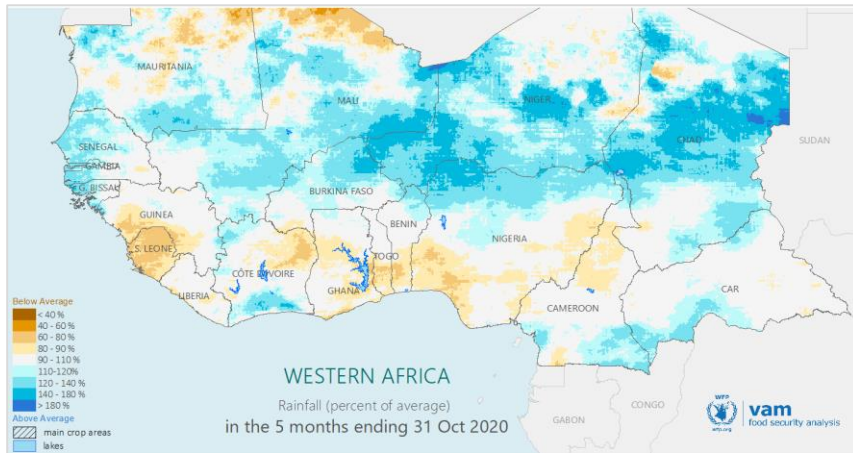 MAURITANIA
MALI
NIGER
CHAD
SUDAN
SENEGAL
GAMBIA
G. BISSAU
BURKINA FASO
GUINEA
BENIN
NIGERIA
S. LEONE
CÔTE D'IVOIRE
TOGO
GHANA
LIBERIA
CAMEROON
CAR
GABON
CONGO
Below Average
< 40 %
40 - 60 %
60 - 80 %
80 - 90 %
90 - 110 %
110-120%
120 - 140 %
140 - 180 %
> 180 %
Above Average
main crop areas
lakes
WESTERN AFRICA
Rainfall (percent of average)
in the 5 months ending 31 Oct 2020
WFP
wfp.org
vam
food security analysis